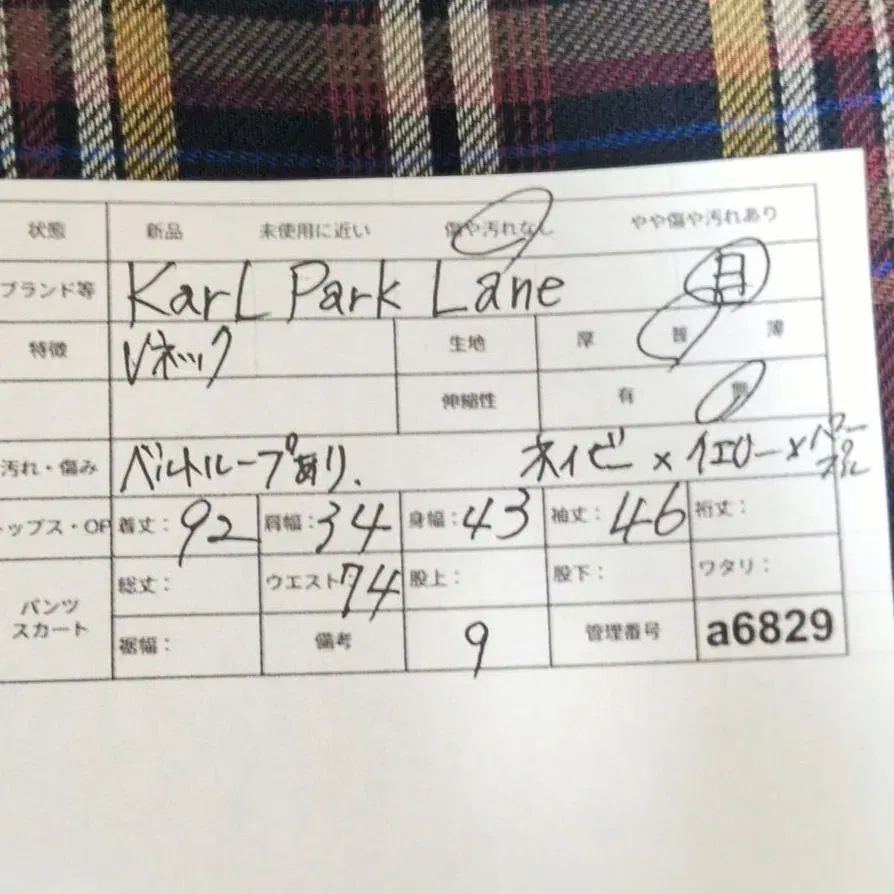 状態 新品 未使用に近い 傷や汚れなし やや傷や汚れあり
ブランド等 Karl Park Lane 日
特徴 Vネック 生地 厚 普 薄
伸縮性 有 無
汚れ・傷み ベルトループあり. ネイビー×イエロー×パープル
トップス・OP 着丈:92 肩幅:34 身幅:43 袖丈:46 裄丈:
パンツ
スカート
総丈: ウエスト 74 股上: 股下: ワタリ:
裾幅: 備考 9 管理番号 a6829